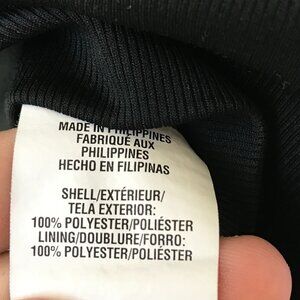 MADE IN PHILIPPINES
FABRIQUÉ AUX
PHILIPPINES
HECHO EN FILIPINAS
SHELL/EXTÉRIEUR/
TELA EXTERIOR:
100% POLYESTER/POLIÉSTER
LINING/DOUBLURE/FORRO:
100% POLYESTER/POLIÉSTER